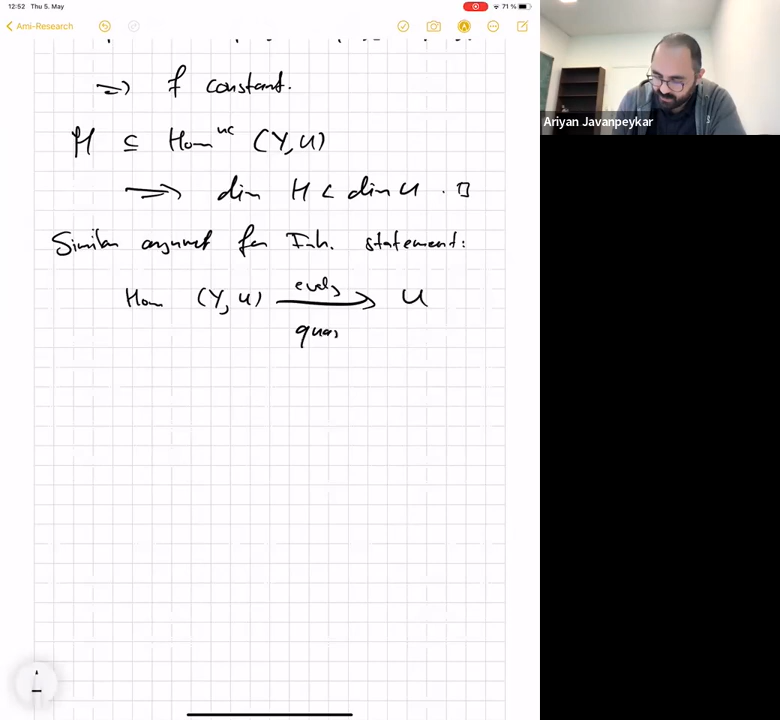 12:52 Thu 5. May
71 %
Ami-Research
⇒ f constant.
H ⊆ Hom^nc (Y, U)
⇒ dim H < dim U . □
Similar argument for Inh. statement:
Hom (Y, U) → U
quas
Ariyan Javanpeykar